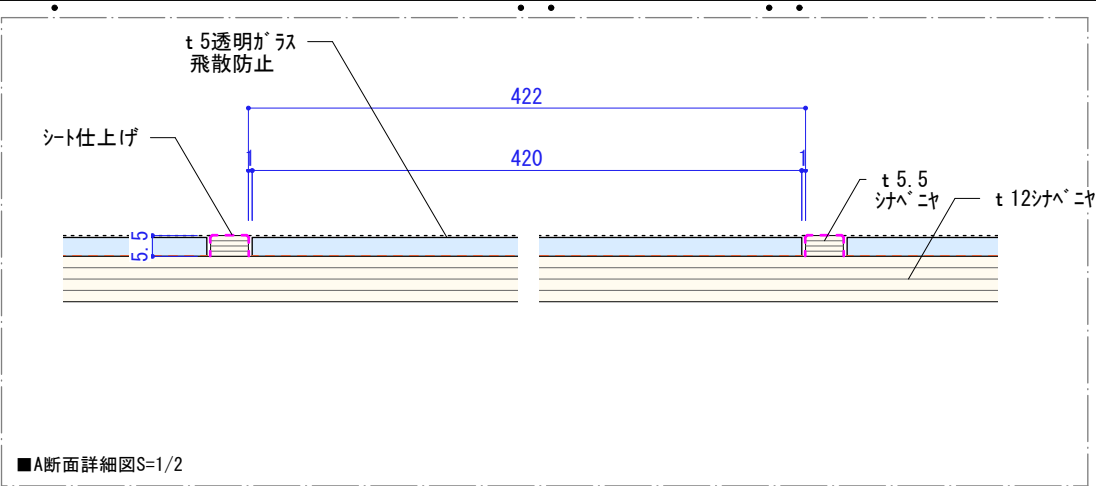 t 5透明ｶﾞﾗｽ
飛散防止
422
ｼｰﾄ仕上げ
1
420
1
t 5.5
ｼﾅﾍﾞﾆﾔ
t 12ｼﾅﾍﾞﾆﾔ
5.5
■A断面詳細図S=1/2